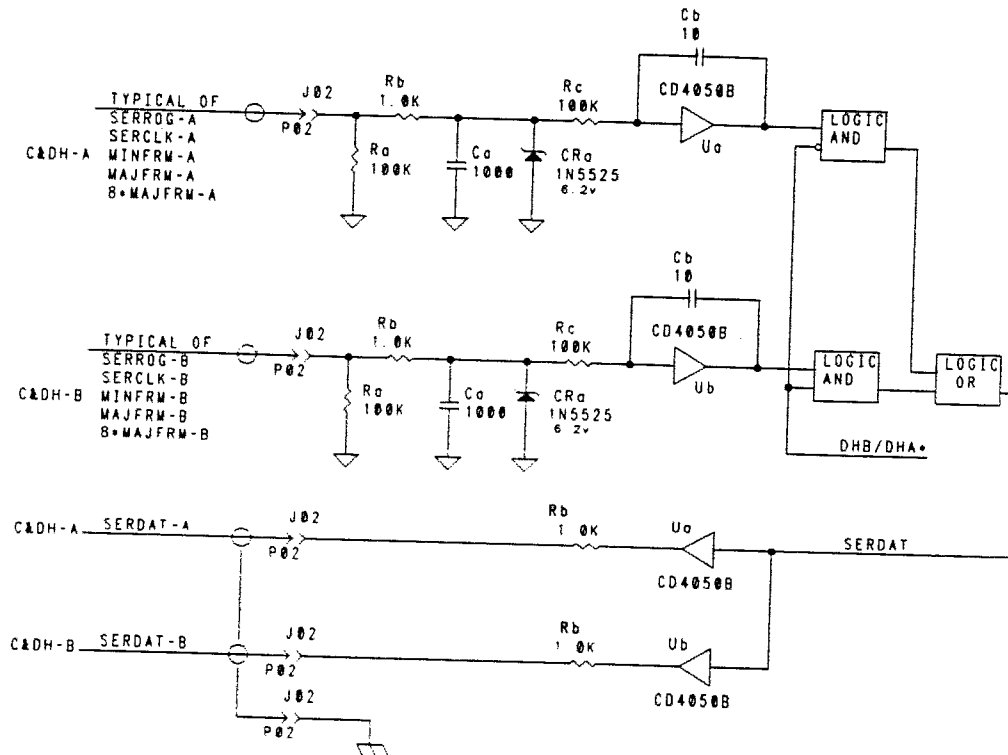 Cb
10
J02
Rb
1.0K
Rc
100K
CD4050B
TYPICAL OF
SERROG-A
SERCLK-A
MINFRM-A
MAJFRM-A
8*MAJFRM-A
C&DH-A
P02
Ra
100K
Ca
1000
CRa
1N5525
6.2v
Ua
LOGIC
AND
Cb
10
J02
Rb
1.0K
Rc
100K
CD4050B
TYPICAL OF
SERROG-B
SERCLK-B
MINFRM-B
MAJFRM-B
8*MAJFRM-B
C&DH-B
P02
Ra
100K
Ca
1000
CRa
1N5525
6.2v
Ub
LOGIC
AND
LOGIC
OR
DHB/DHA*
C&DH-A SERDAT-A
J02
P02
Rb
1 0K
Ua
CD4050B
SERDAT
C&DH-B SERDAT-B
J02
P02
Rb
1 0K
Ub
CD4050B
J02
P02